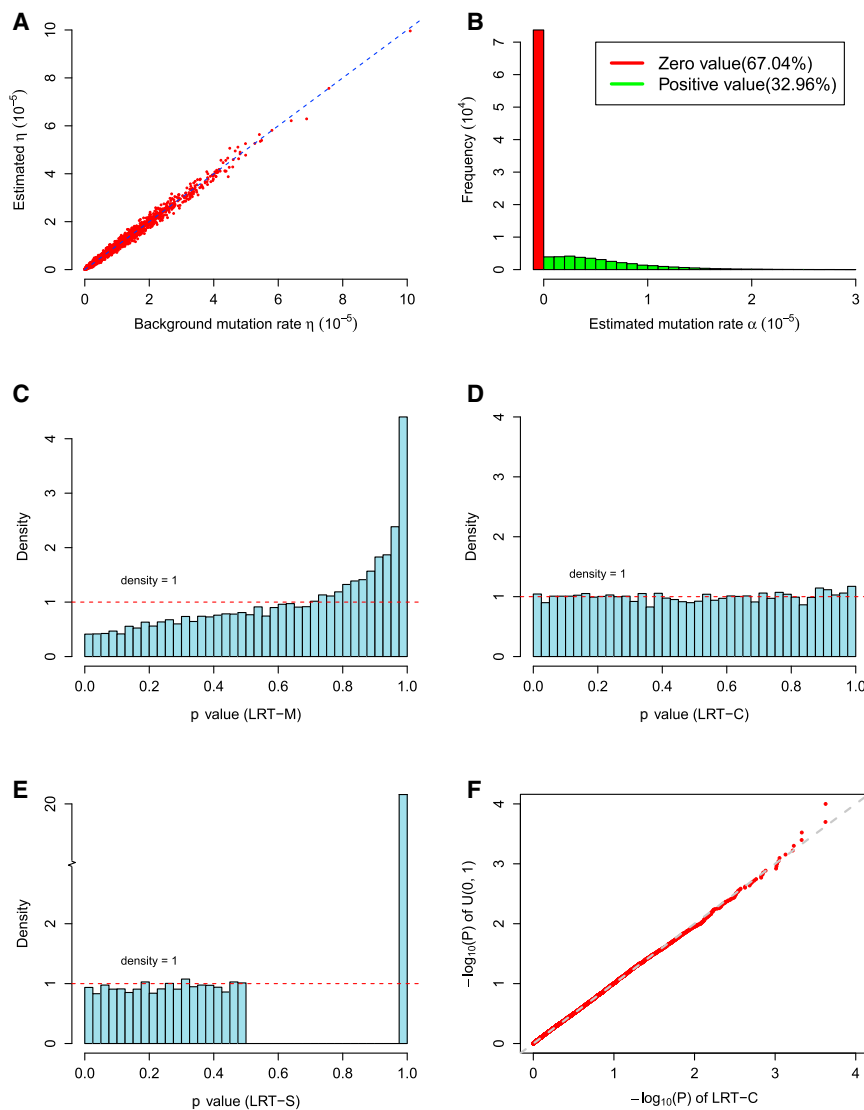 A
Estimated η (10⁻⁵)
10
8
6
4
2
0
0 2 4 6 8 10
Background mutation rate η (10⁻⁵)
B
Frequency (10⁴)
7
6
5
4
3
2
1
0
Zero value(67.04%)
Positive value(32.96%)
0 1 2 3
Estimated mutation rate α (10⁻⁵)
C
Density
4
3
2
1
0
density = 1
0.0 0.2 0.4 0.6 0.8 1.0
p value (LRT−M)
D
Density
4
3
2
1
0
density = 1
0.0 0.2 0.4 0.6 0.8 1.0
p value (LRT−C)
E
Density
20
2
1
0
density = 1
0.0 0.2 0.4 0.6 0.8 1.0
p value (LRT−S)
F
−log₁₀(P) of U(0, 1)
4
3
2
1
0
0 1 2 3 4
−log₁₀(P) of LRT−C